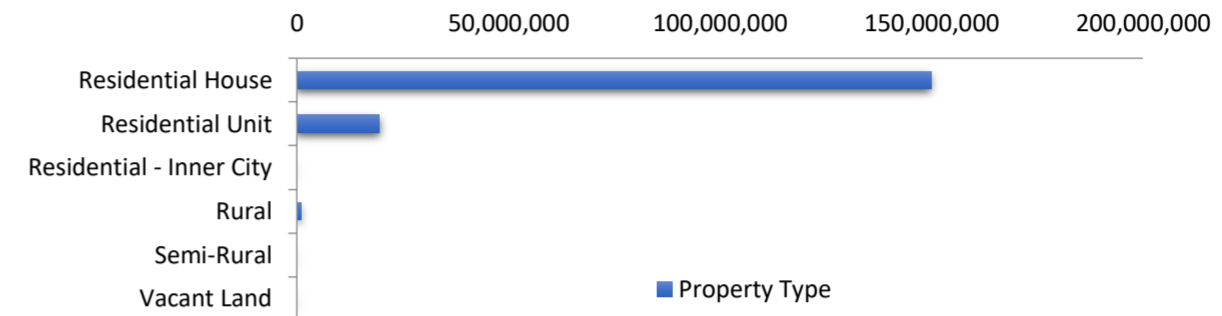 0 50,000,000 100,000,000 150,000,000 200,000,000
Residential House
Residential Unit
Residential - Inner City
Rural
Semi-Rural
Vacant Land
Property Type